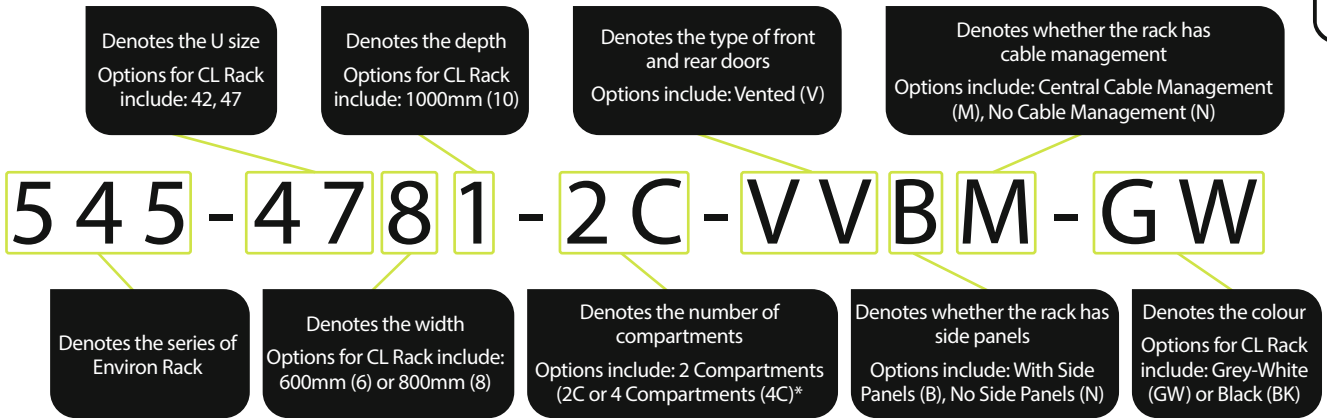 Denotes the U size
Options for CL Rack
include: 42, 47
Denotes the depth
Options for CL Rack
include: 1000mm (10)
Denotes the type of front
and rear doors
Options include: Vented (V)
Denotes whether the rack has
cable management
Options include: Central Cable Management
(M), No Cable Management (N)
545-4781-2C-VVBM-GW
Denotes the series of
Environ Rack
Denotes the width
Options for CL Rack include:
600mm (6) or 800mm (8)
Denotes the number of
compartments
Options include: 2 Compartments
(2C or 4 Compartments (4C)*
Denotes whether the rack has
side panels
Options include: With Side
Panels (B), No Side Panels (N)
Denotes the colour
Options for CL Rack
include: Grey-White
(GW) or Black (BK)